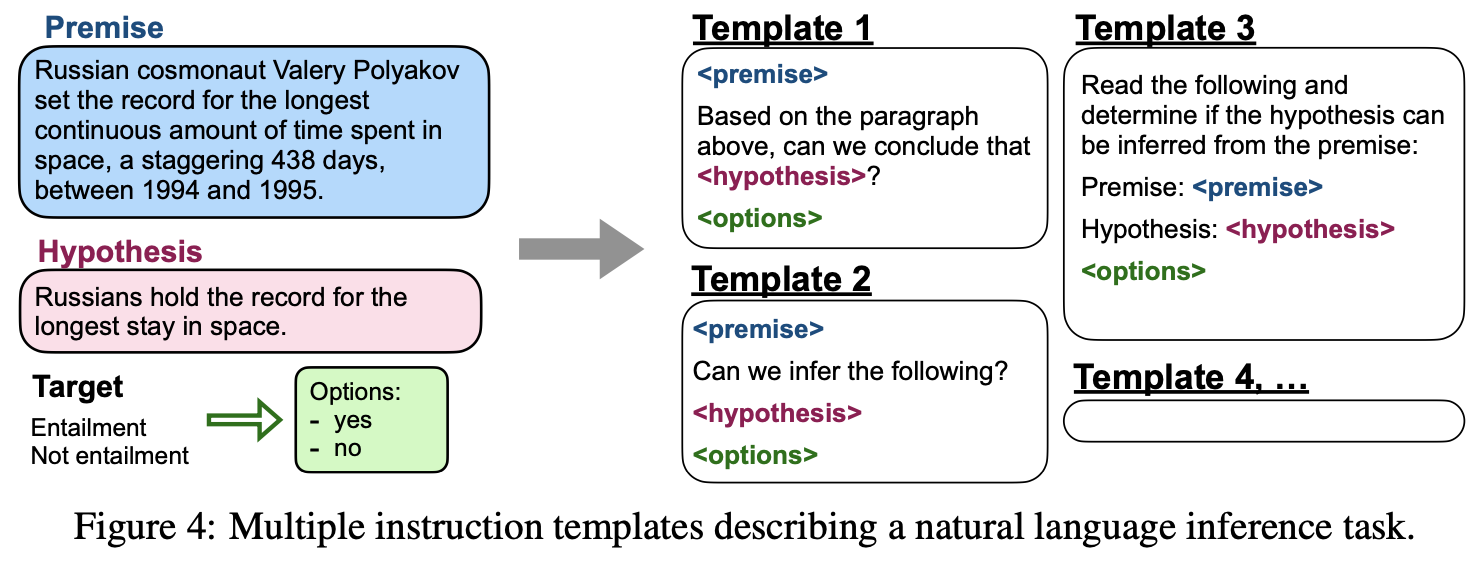 Premise
Russian cosmonaut Valery Polyakov
set the record for the longest
continuous amount of time spent in
space, a staggering 438 days,
between 1994 and 1995.
Hypothesis
Russians hold the record for the
longest stay in space.
Target
Entailment
Not entailment
Options:
- yes
- no
Template 1
<premise>
Based on the paragraph
above, can we conclude that
<hypothesis>?
<options>
Template 2
<premise>
Can we infer the following?
<hypothesis>
<options>
Template 3
Read the following and
determine if the hypothesis can
be inferred from the premise:
Premise: <premise>
Hypothesis: <hypothesis>
<options>
Template 4, …
Figure 4: Multiple instruction templates describing a natural language inference task.